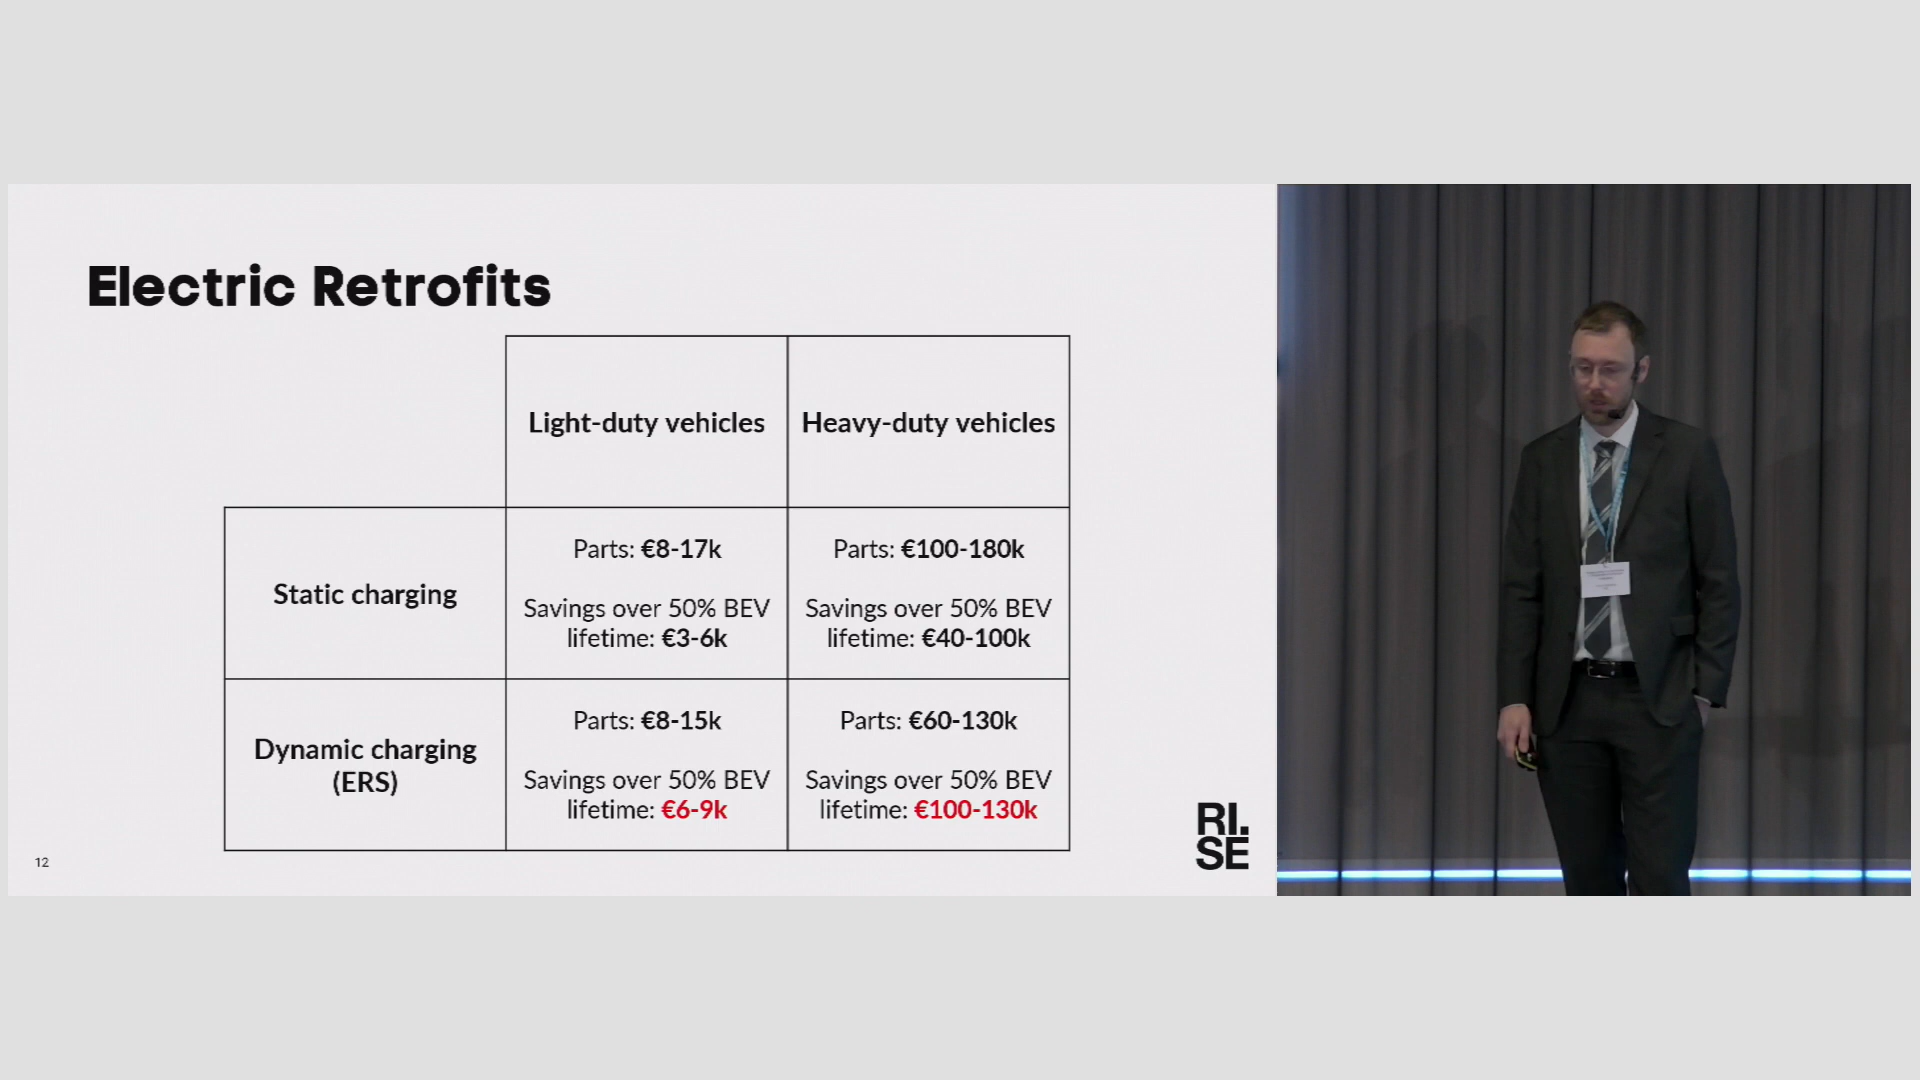 Electric Retrofits
Light-duty vehicles
Heavy-duty vehicles
Static charging
Parts: €8-17k
Savings over 50% BEV
lifetime: €3-6k
Parts: €100-180k
Savings over 50% BEV
lifetime: €40-100k
Dynamic charging
(ERS)
Parts: €8-15k
Savings over 50% BEV
lifetime: €6-9k
Parts: €60-130k
Savings over 50% BEV
lifetime: €100-130k
12
RI.
SE